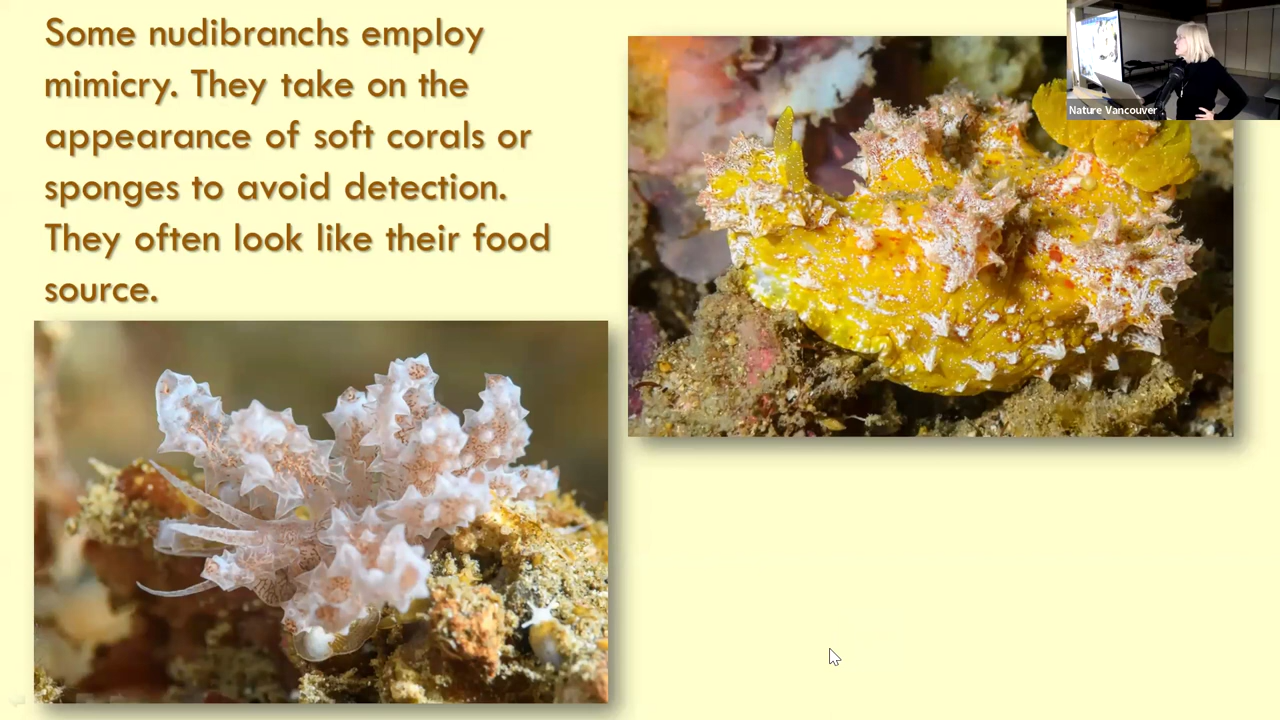 Some nudibranchs employ
mimicry. They take on the
appearance of soft corals or
sponges to avoid detection.
They often look like their food
source.
Nature Vancouver